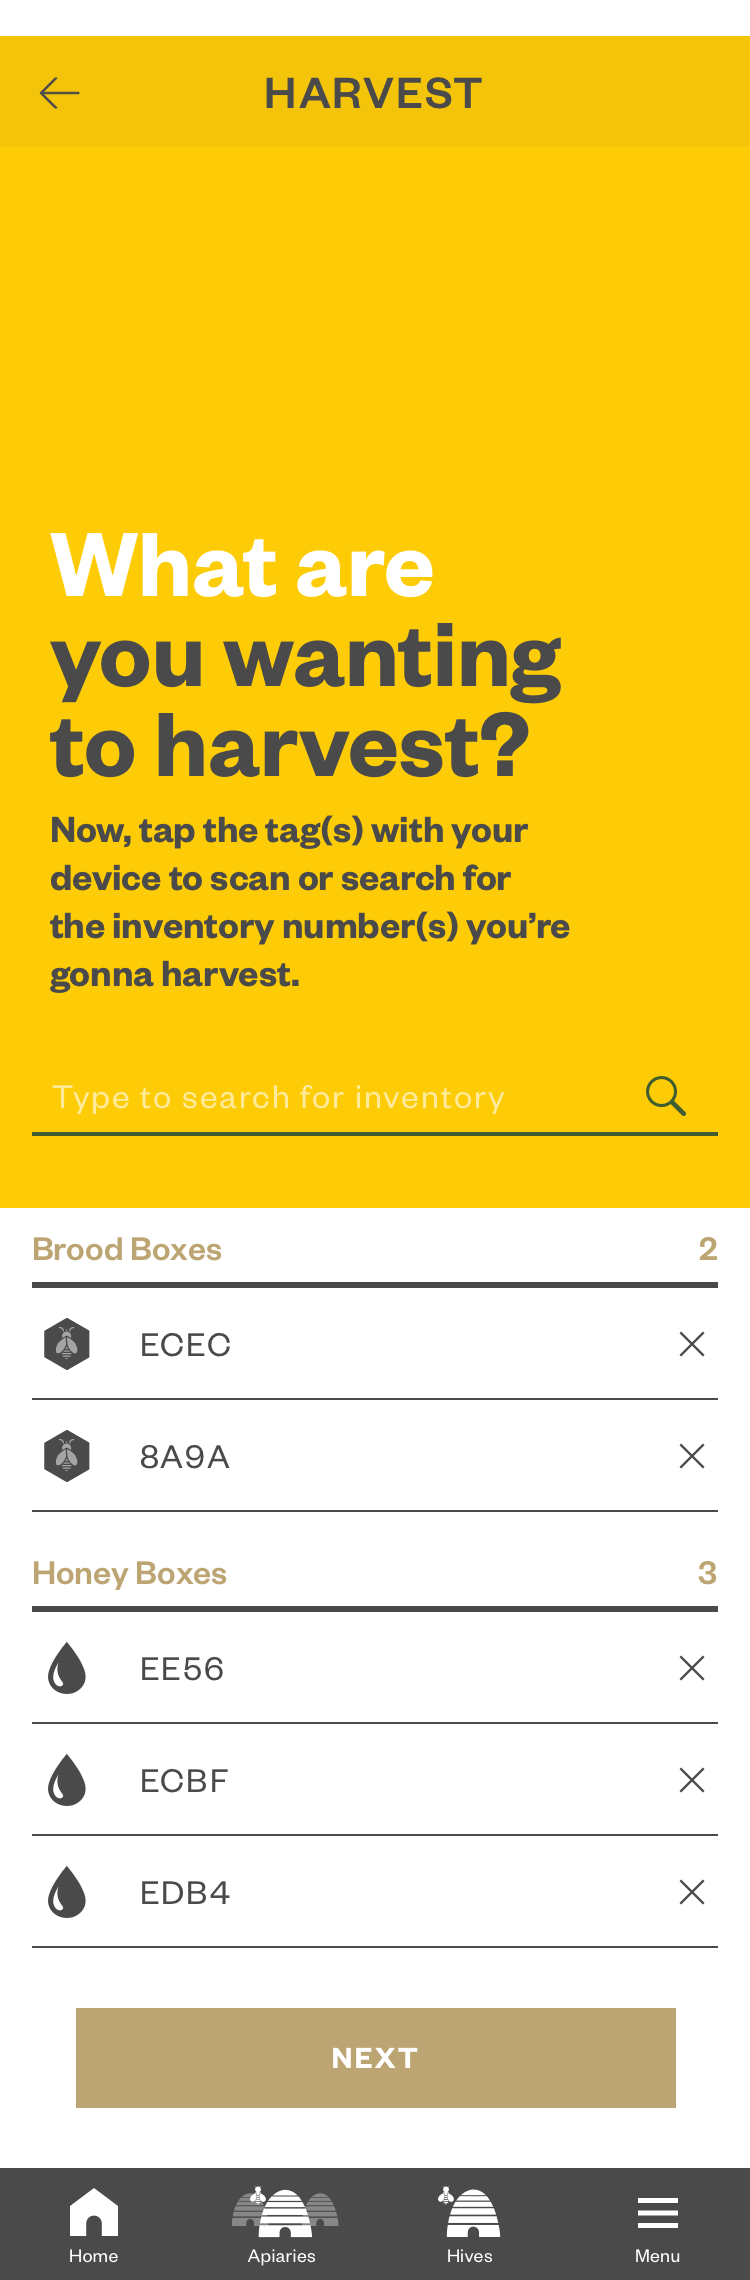 HARVEST
What are
you wanting
to harvest?
Now, tap the tag(s) with your
device to scan or search for
the inventory number(s) you’re
gonna harvest.
Type to search for inventory
Brood Boxes 2
ECEC
8A9A
Honey Boxes 3
EE56
ECBF
EDB4
NEXT
Home Apiaries Hives Menu